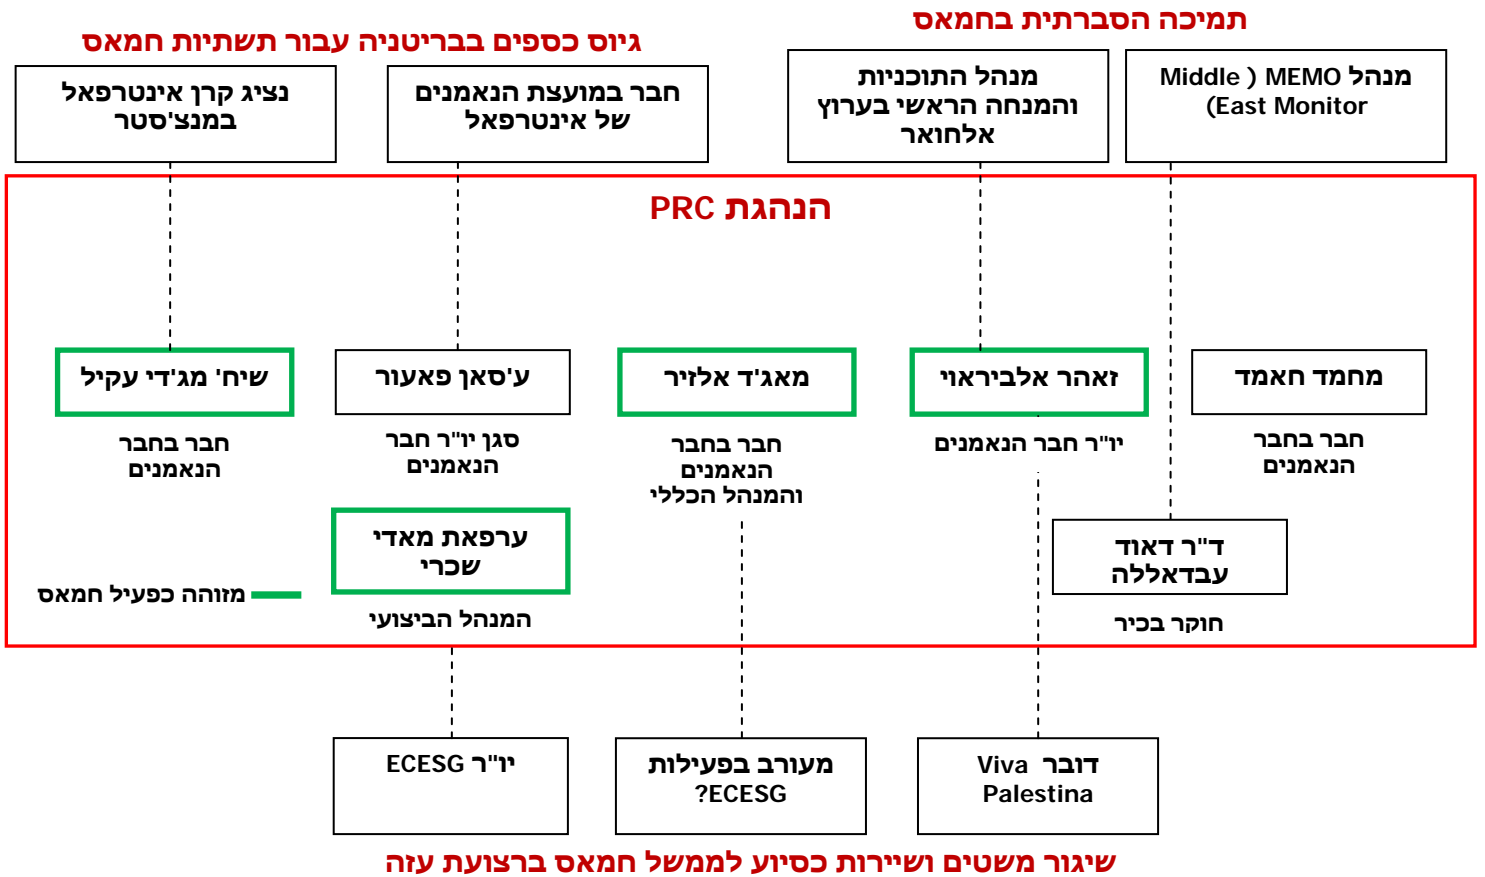 תמיכה הסברתית בחמאס
גיוס כספים בבריטניה עבור תשתיות חמאס
מנהל MEMO ( Middle
East Monitor)
מנהל התוכניות
והמנחה הראשי בערוץ
אלחואר
חבר במועצת הנאמנים
של אינטרפאל
נציג קרן אינטרפאל
במנצ'סטר
הנהגת PRC
מחמד חאמד
חבר בחבר
הנאמנים
זאהר אלביראוי
יו"ר חבר הנאמנים
מאג'ד אלזיר
חבר בחבר
הנאמנים
והמנהל הכללי
ע'סאן פאעור
סגן יו"ר חבר
הנאמנים
שיח' מג'די עקיל
חבר בחבר
הנאמנים
ד"ר דאוד
עבדאללה
חוקר בכיר
ערפאת מאדי
שכרי
המנהל הביצועי
מזוהה כפעיל חמאס
דובר Viva
Palestina
מעורב בפעילות
ECESG?
יו"ר ECESG
שיגור משטים ושיירות כסיוע לממשל חמאס ברצועת עזה